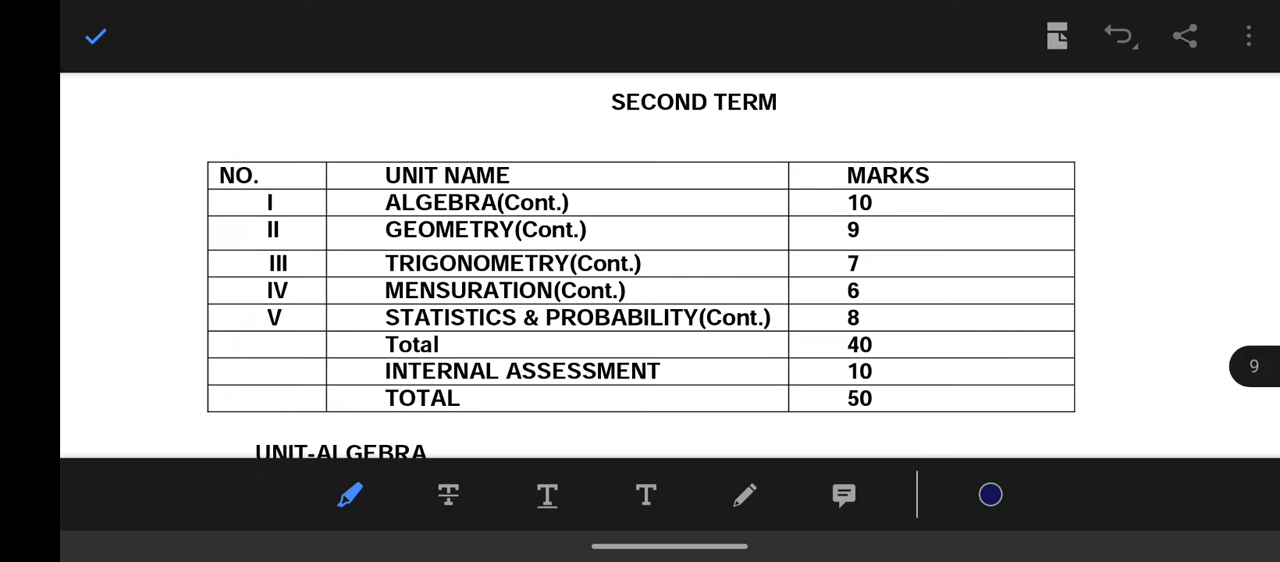 SECOND TERM
NO. UNIT NAME MARKS
I ALGEBRA(Cont.) 10
II GEOMETRY(Cont.) 9
III TRIGONOMETRY(Cont.) 7
IV MENSURATION(Cont.) 6
V STATISTICS & PROBABILITY(Cont.) 8
Total 40
INTERNAL ASSESSMENT 10
TOTAL 50
9
UNIT-ALGEBRA